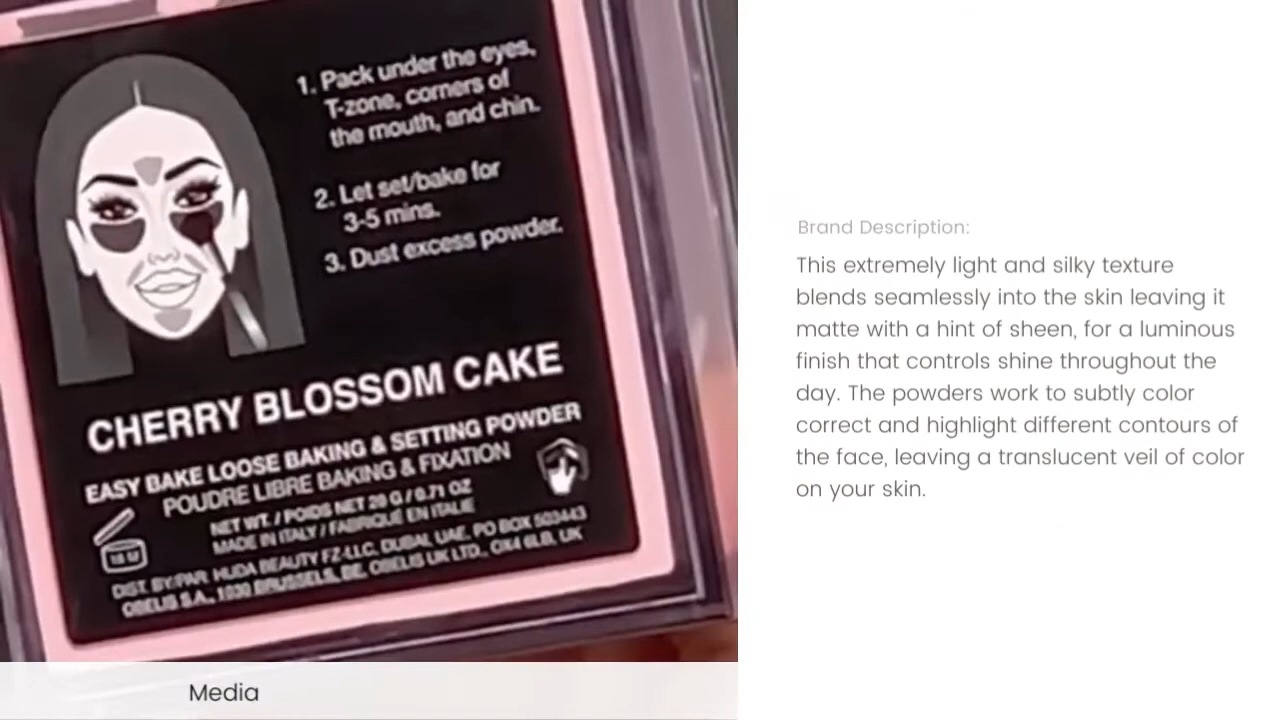 1. Pack under the eyes,
T-zone, corners of
the mouth, and chin.
2. Let set/bake for
3-5 mins.
3. Dust excess powder.
CHERRY BLOSSOM CAKE
EASY BAKE LOOSE BAKING & SETTING POWDER
POUDRE LIBRE BAKING & FIXATION
NET WT. / POIDS NET 20 G / 0.71 OZ
MADE IN ITALY / FABRIQUÉ EN ITALIE
DIST. BY/PAR. HUDA BEAUTY FZ-LLC, DUBAI, UAE, PO BOX 503443
OBELIS S.A., 1030 BRUSSELS, BE. OBELIS UK LTD., OX4 6LB, UK
18 M
Media
Brand Description:
This extremely light and silky texture
blends seamlessly into the skin leaving it
matte with a hint of sheen, for a luminous
finish that controls shine throughout the
day. The powders work to subtly color
correct and highlight different contours of
the face, leaving a translucent veil of color
on your skin.